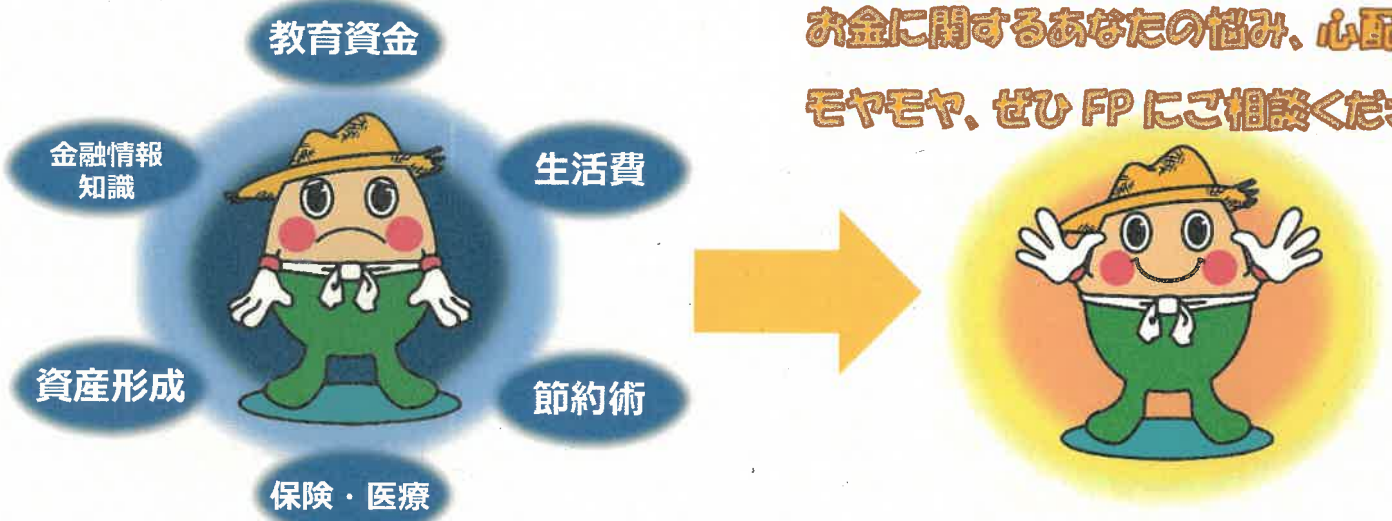 お金に関するあなたの悩み、心配
モヤモヤ、ぜひ FP にご相談くだ
教育資金
金融情報
知識
生活費
資産形成
節約術
保険・医療